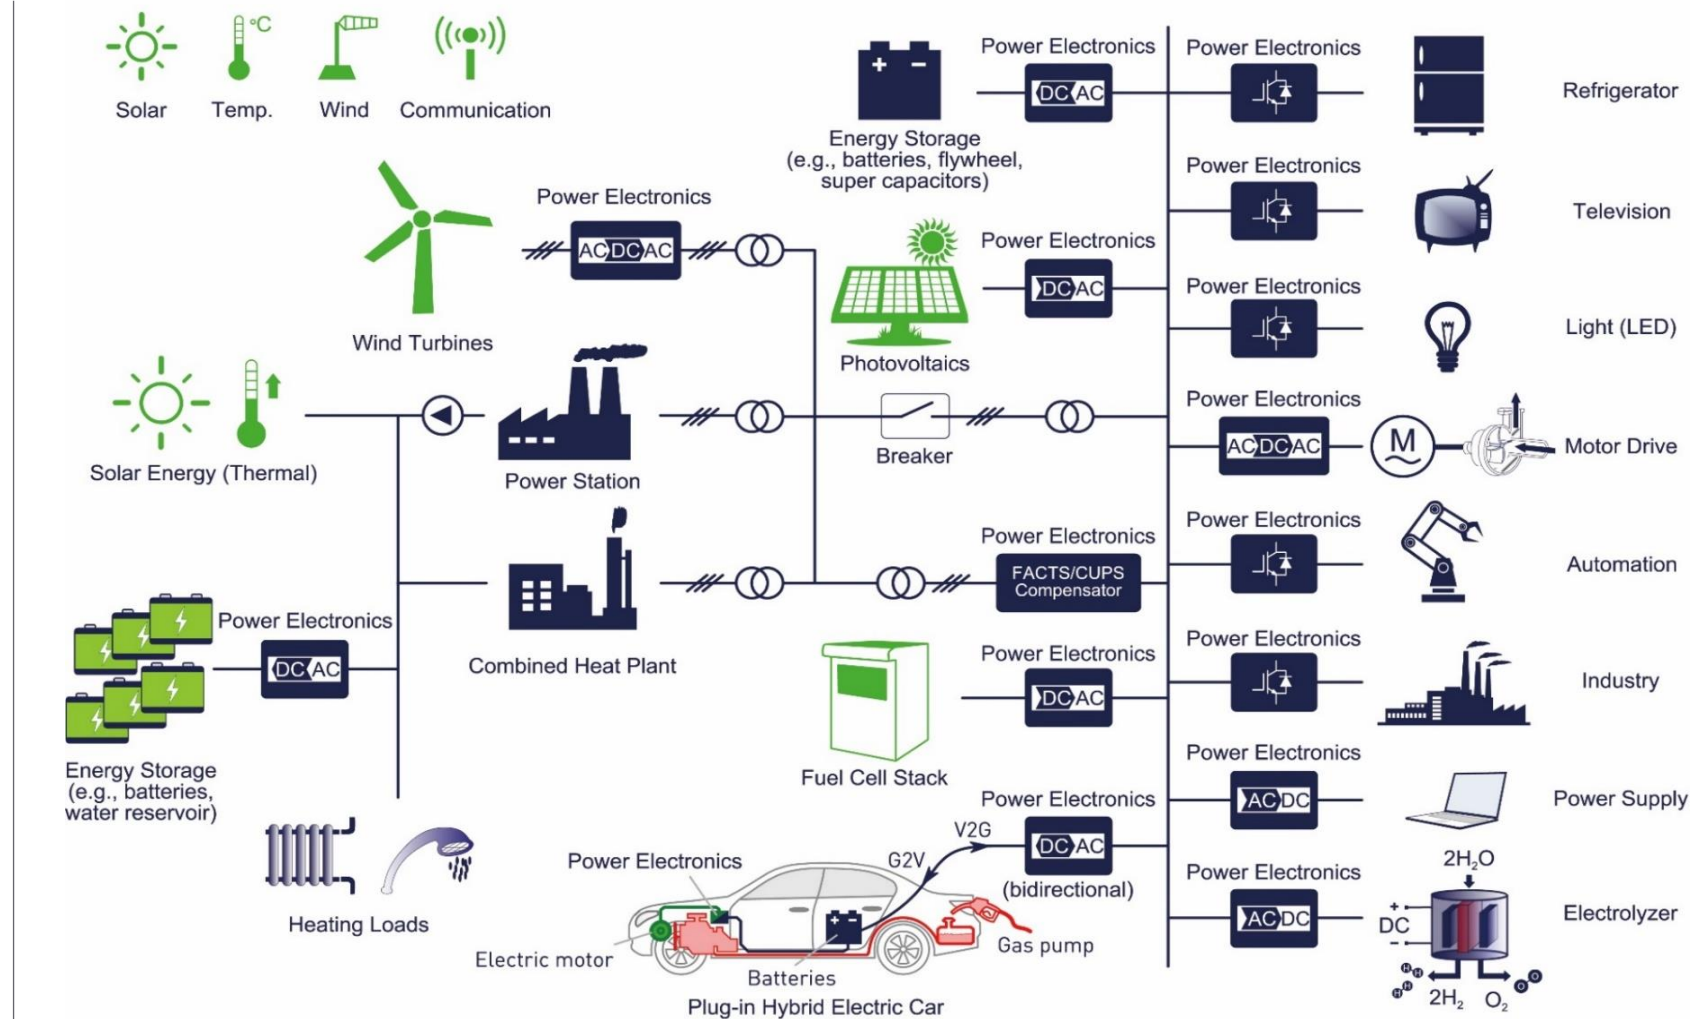 °C
Solar
Temp.
Wind
Communication
+ −
Energy Storage
(e.g., batteries, flywheel,
super capacitors)
Power Electronics
DC AC
Power Electronics
Refrigerator
Power Electronics
Television
Power Electronics
AC DC AC
Wind Turbines
Power Electronics
DC AC
Photovoltaics
Power Electronics
Light (LED)
Solar Energy (Thermal)
Power Station
Breaker
Power Electronics
AC DC AC
M
~
Motor Drive
Power Electronics
FACTS/CUPS
Compensator
Power Electronics
Automation
Combined Heat Plant
Power Electronics
DC AC
Energy Storage
(e.g., batteries,
water reservoir)
Power Electronics
DC AC
Fuel Cell Stack
Power Electronics
Industry
Heating Loads
Power Electronics
DC AC
(bidirectional)
V2G
G2V
Power Electronics
Electric motor
+ −
Batteries
Gas pump
Plug-in Hybrid Electric Car
Power Electronics
AC DC
Power Supply
Power Electronics
AC DC
2H₂O
+
DC
−
Electrolyzer
H H
H H
2H₂
O₂
O O